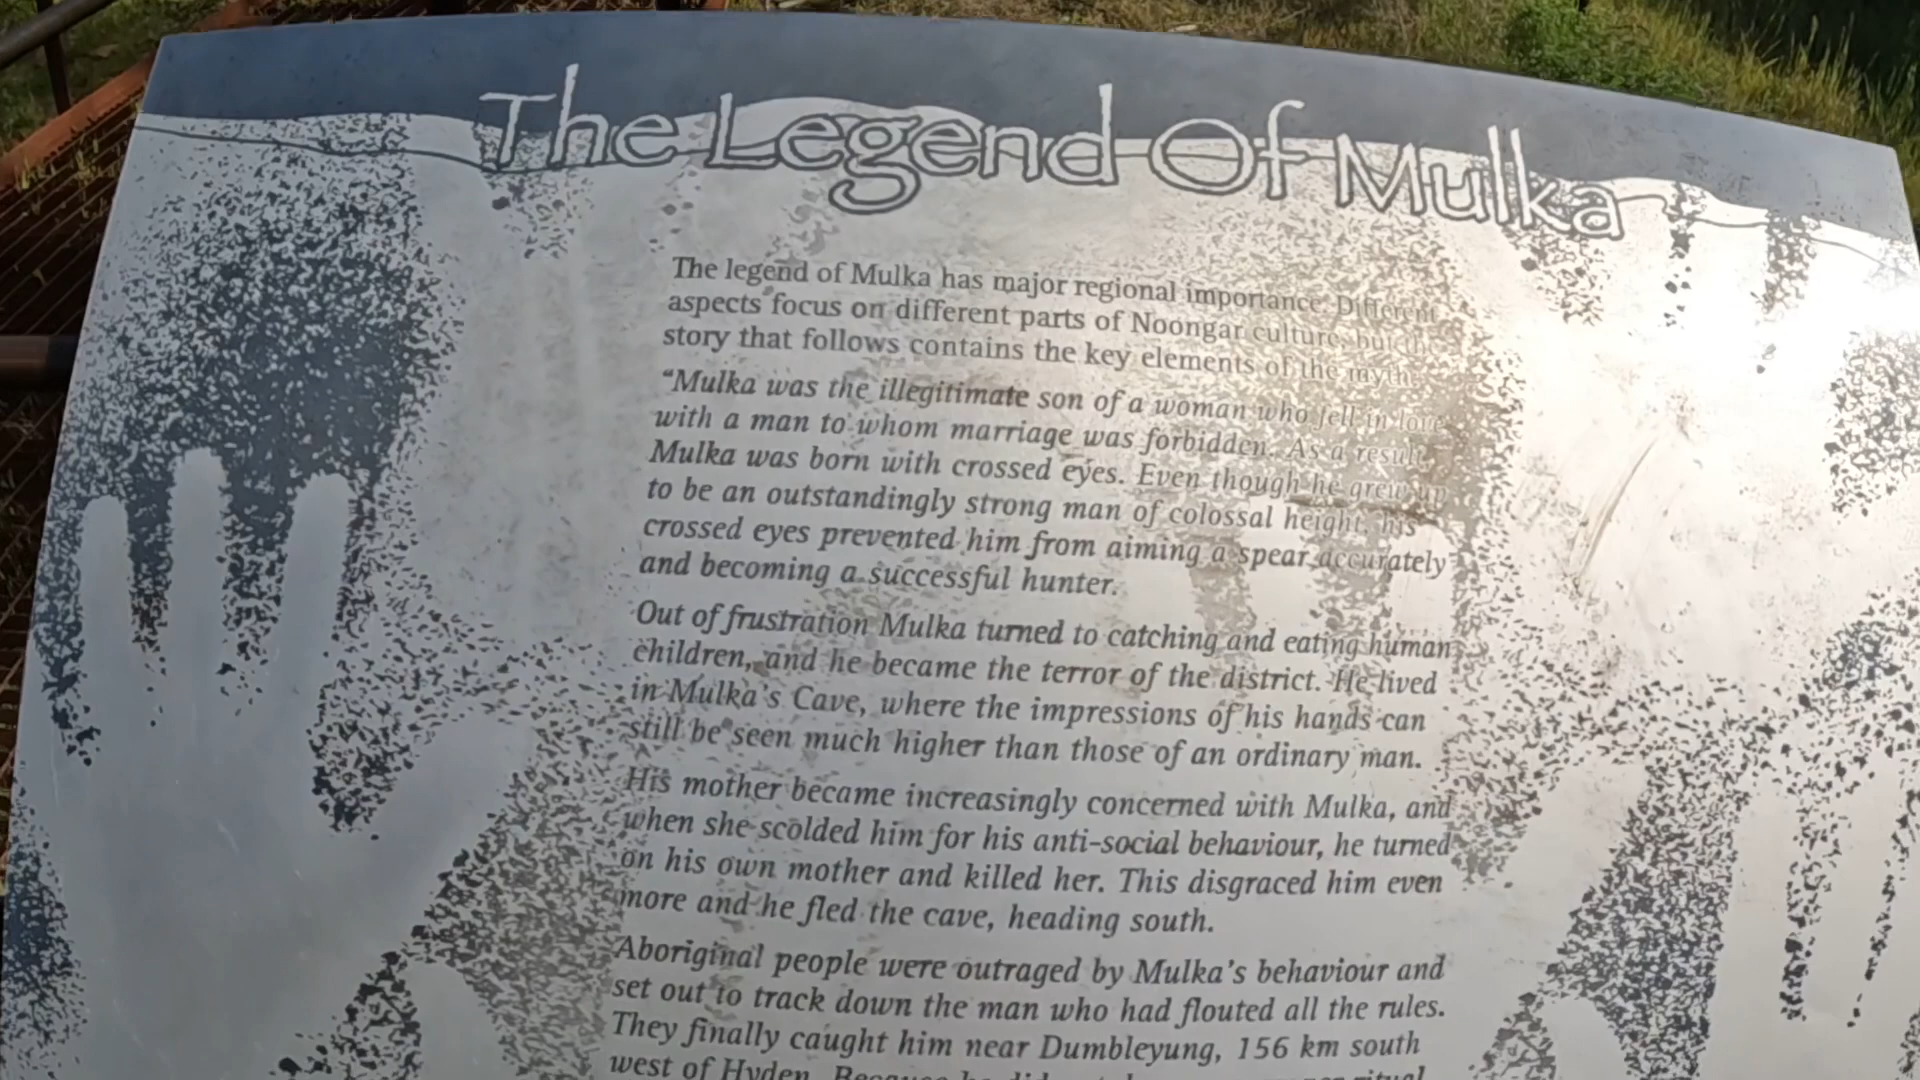 The Legend Of Mulka
The legend of Mulka has major regional importance. Different
aspects focus on different parts of Noongar culture, but the
story that follows contains the key elements of the myth.
“Mulka was the illegitimate son of a woman who fell in love
with a man to whom marriage was forbidden. As a result,
Mulka was born with crossed eyes. Even though he grew up
to be an outstandingly strong man of colossal height, his
crossed eyes prevented him from aiming a spear accurately
and becoming a successful hunter.
Out of frustration Mulka turned to catching and eating human
children, and he became the terror of the district. He lived
in Mulka's Cave, where the impressions of his hands can
still be seen much higher than those of an ordinary man.
His mother became increasingly concerned with Mulka, and
when she scolded him for his anti-social behaviour, he turned
on his own mother and killed her. This disgraced him even
more and he fled the cave, heading south.
Aboriginal people were outraged by Mulka's behaviour and
set out to track down the man who had flouted all the rules.
They finally caught him near Dumbleyung, 156 km south
west of Hyden. Because he did ritual